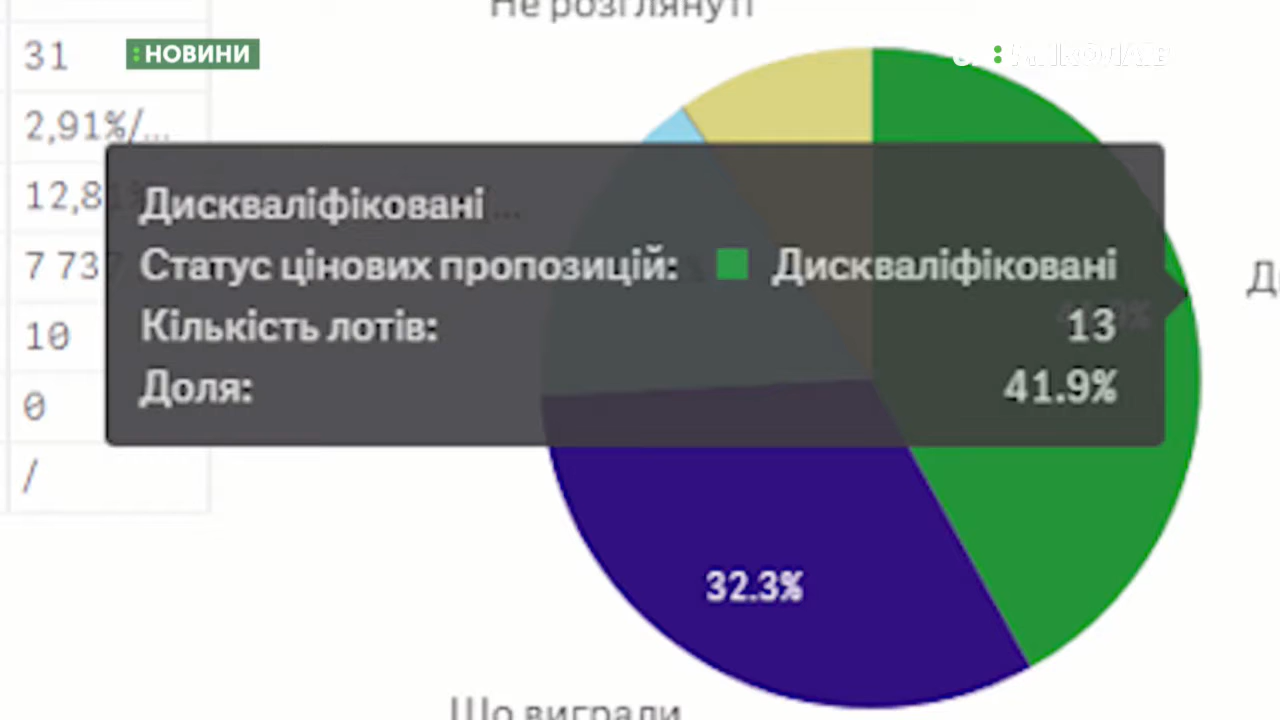 Не розглянуті
31
: НОВИНИ
: МИКОЛАЇВ
2,91%/...
12,8
7 73
10
0
/
Дискваліфіковані ...
Статус цінових пропозицій: Дискваліфіковані
Кількість лотів: 13
Доля: 41.9%
32.3%
Що виграли